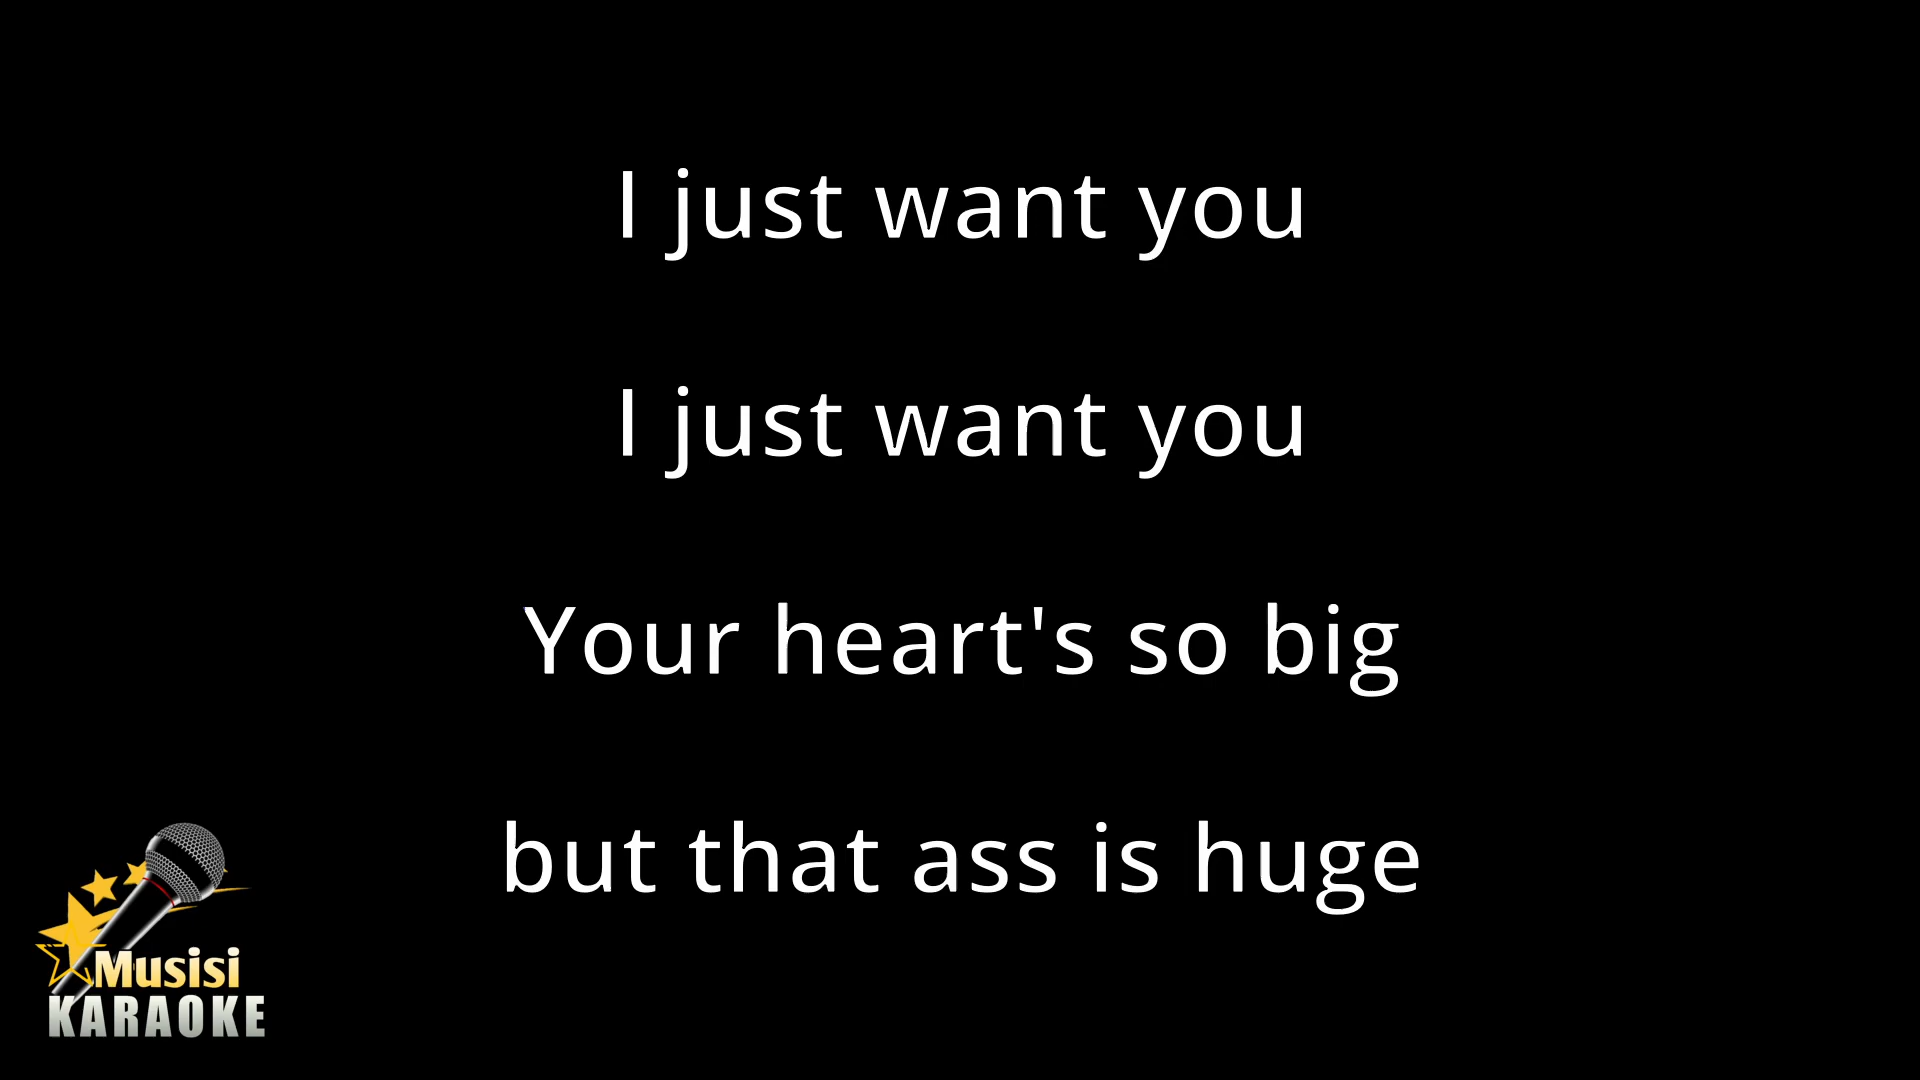 I just want you
I just want you
Your heart's so big
but that ass is huge
Musisi
KARAOKE